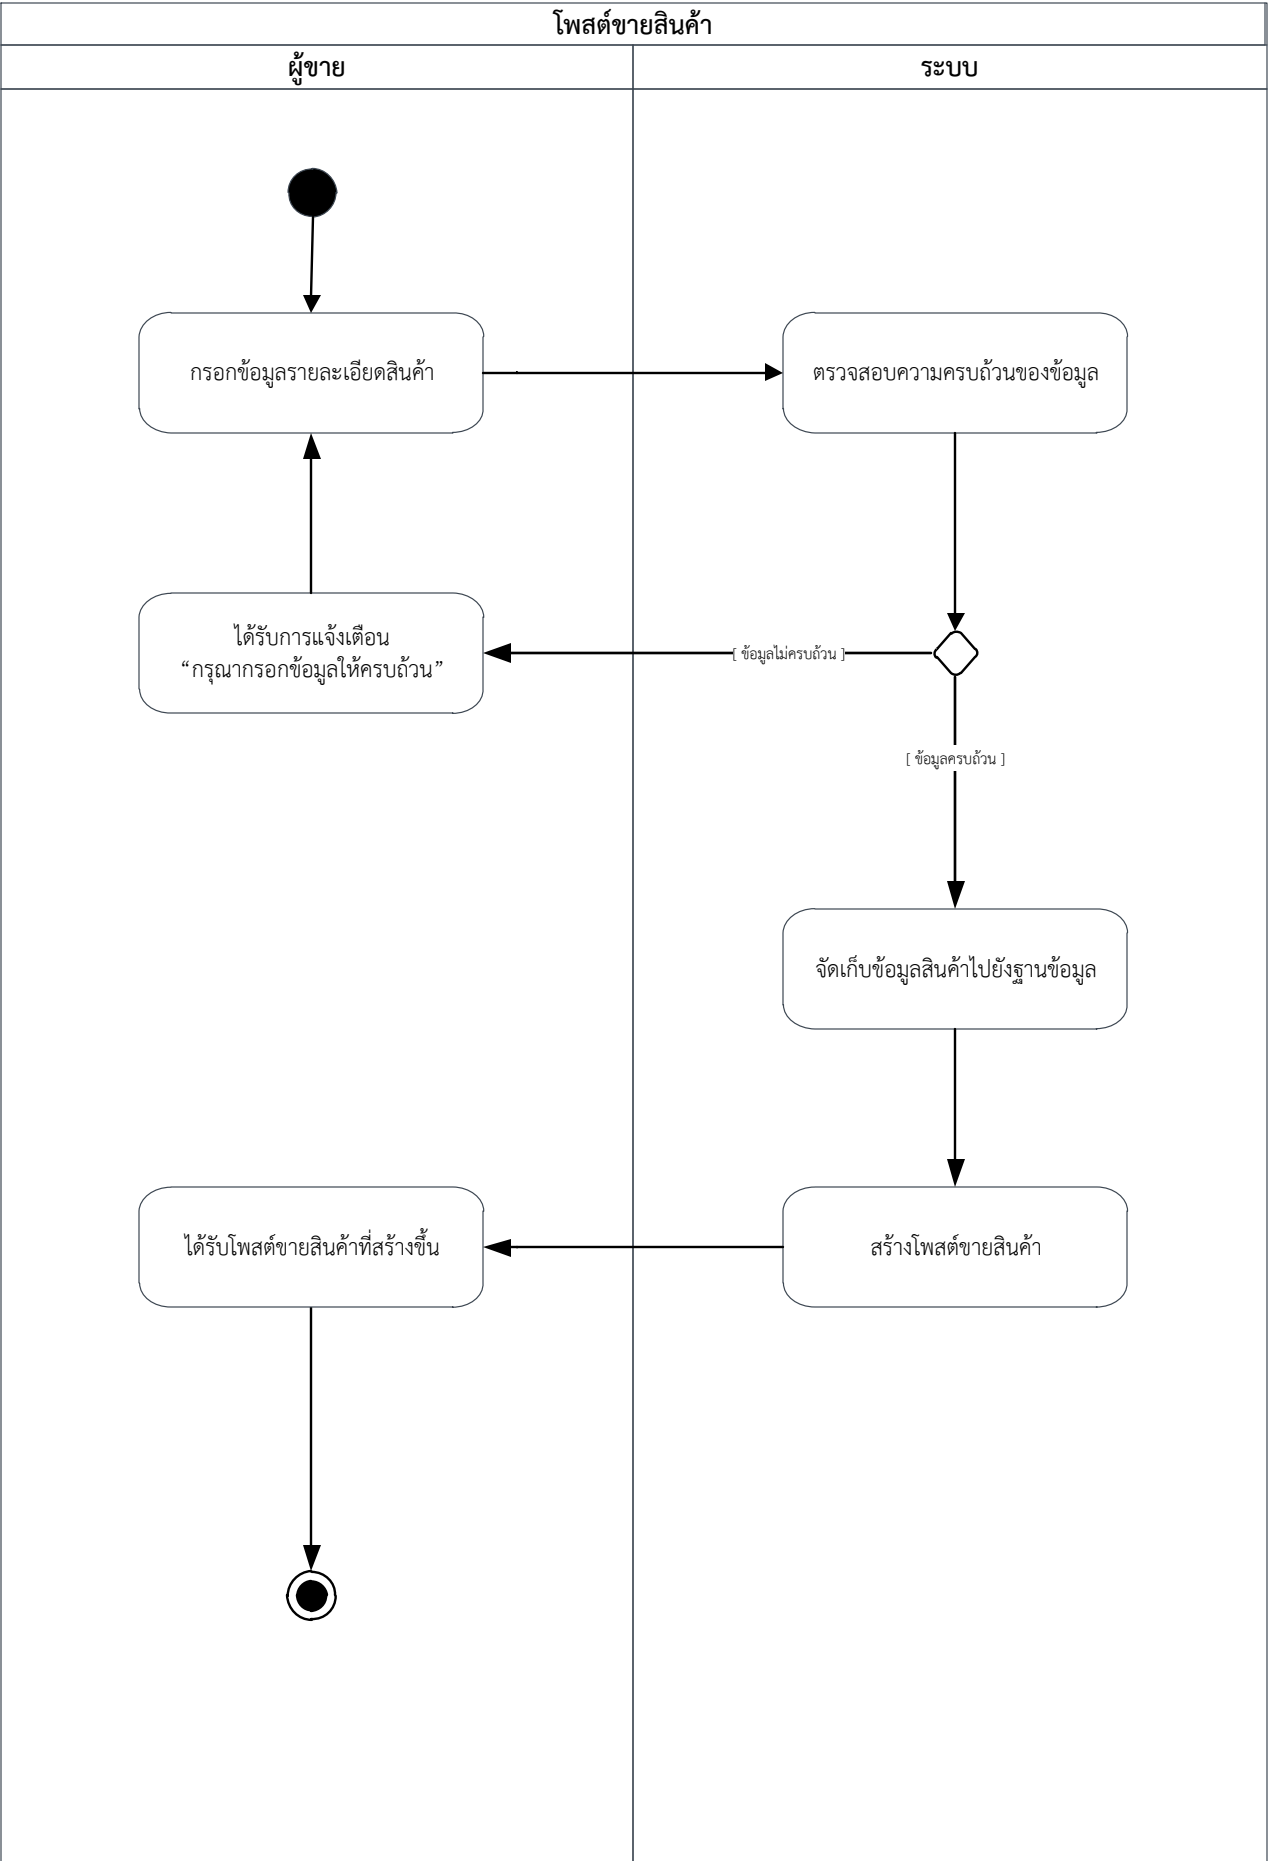 โพสต์ขายสินค้า
ผู้ขาย
ระบบ
กรอกข้อมูลรายละเอียดสินค้า
ตรวจสอบความครบถ้วนของข้อมูล
ได้รับการแจ้งเตือน
“กรุณากรอกข้อมูลให้ครบถ้วน”
[ ข้อมูลไม่ครบถ้วน ]
[ ข้อมูลครบถ้วน ]
จัดเก็บข้อมูลสินค้าไปยังฐานข้อมูล
ได้รับโพสต์ขายสินค้าที่สร้างขึ้น
สร้างโพสต์ขายสินค้า